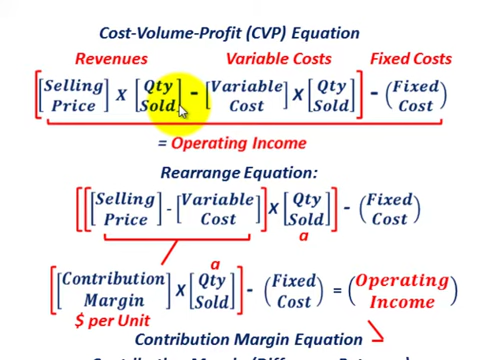 Cost-Volume-Profit (CVP) Equation
Revenues Variable Costs Fixed Costs
[[Selling Price] X [Qty Sold] - [Variable Cost] X [Qty Sold]] - (Fixed Cost)
= Operating Income
Rearrange Equation:
[[[Selling Price] - [Variable Cost]] X [Qty Sold]] - (Fixed Cost)
a
a
[[Contribution Margin] X [Qty Sold]] - (Fixed Cost) = (Operating Income)
$ per Unit
Contribution Margin Equation